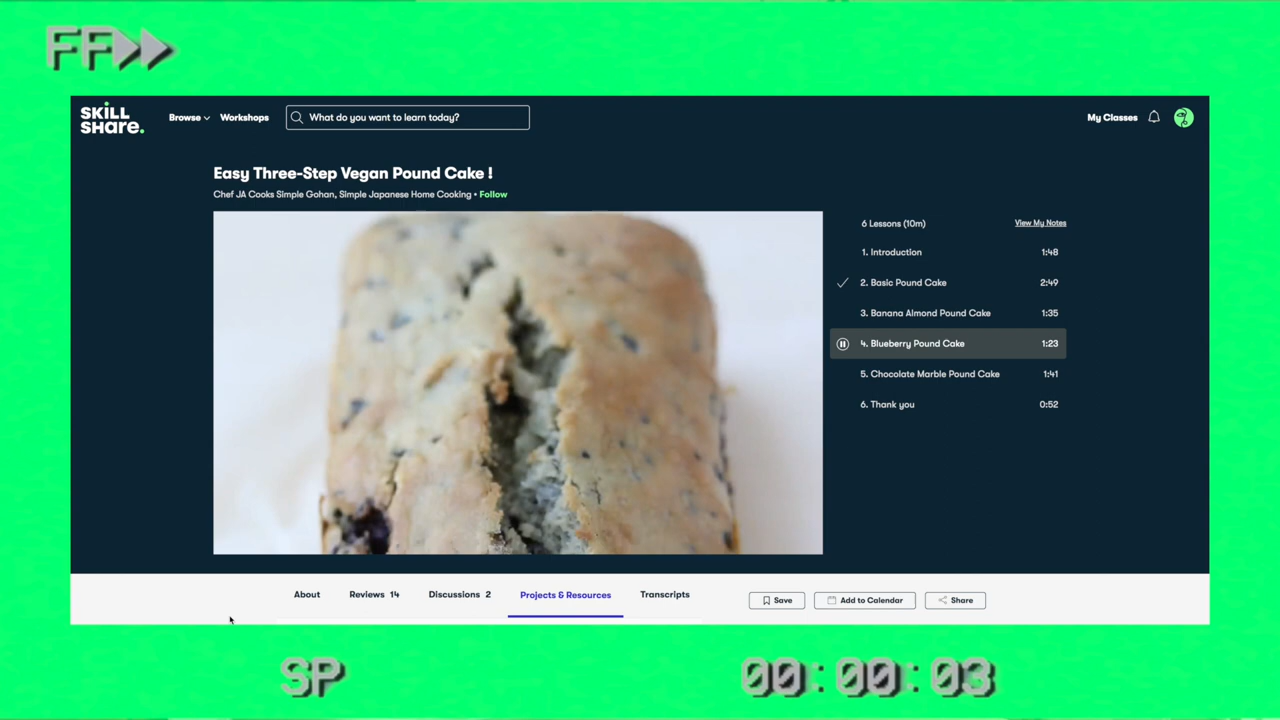 FF
SKILL
SHare.
Browse
Workshops
What do you want to learn today?
My Classes
Easy Three-Step Vegan Pound Cake !
Chef JA Cooks Simple Gohan, Simple Japanese Home Cooking • Follow
6 Lessons (10m)
View My Notes
1. Introduction 1:48
2. Basic Pound Cake 2:49
3. Banana Almond Pound Cake 1:35
4. Blueberry Pound Cake 1:23
5. Chocolate Marble Pound Cake 1:41
6. Thank you 0:52
About
Reviews 14
Discussions 2
Projects & Resources
Transcripts
Save
Add to Calendar
Share
SP
00:00:03